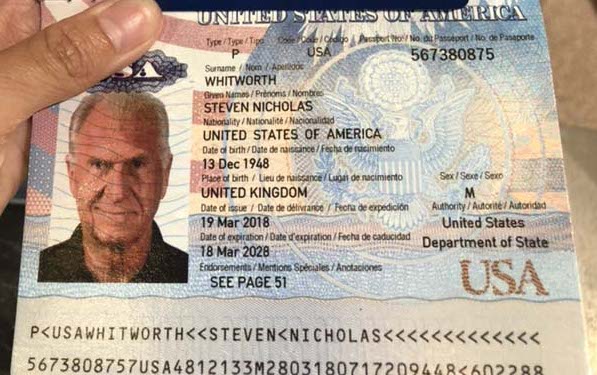 UNITED STATES OF AMERICA
Type / Type / Tipo Code / Code / Codigo Passport No / No. du Passeport / No. de Pasaporte
P USA 567380875
USA
Surname / Nom / Apellidos
WHITWORTH
Given Names / Prénoms / Nombres
STEVEN NICHOLAS
Nationality / Nationalité / Nacionalidad
UNITED STATES OF AMERICA
Date of birth / Date de naissance / Fecha de nacimiento
13 Dec 1948
Place of birth / Lieu de naissance / Lugar de nacimiento Sex / Sexe / Sexo
UNITED KINGDOM M
Date of issue / Date de délivrance / Fecha de expedición Authority / Autorité / Autoridad
19 Mar 2018 United States
Date of expiration / Date d'expiration / Fecha de caducidad Department of State
18 Mar 2028
Endorsements / Mentions Spéciales / Anotaciones
SEE PAGE 51 USA
P<USAWHITWORTH<<STEVEN<NICHOLAS<<<<<<<<<<<<<
5673808757USA4812133M2803180717209448<602288